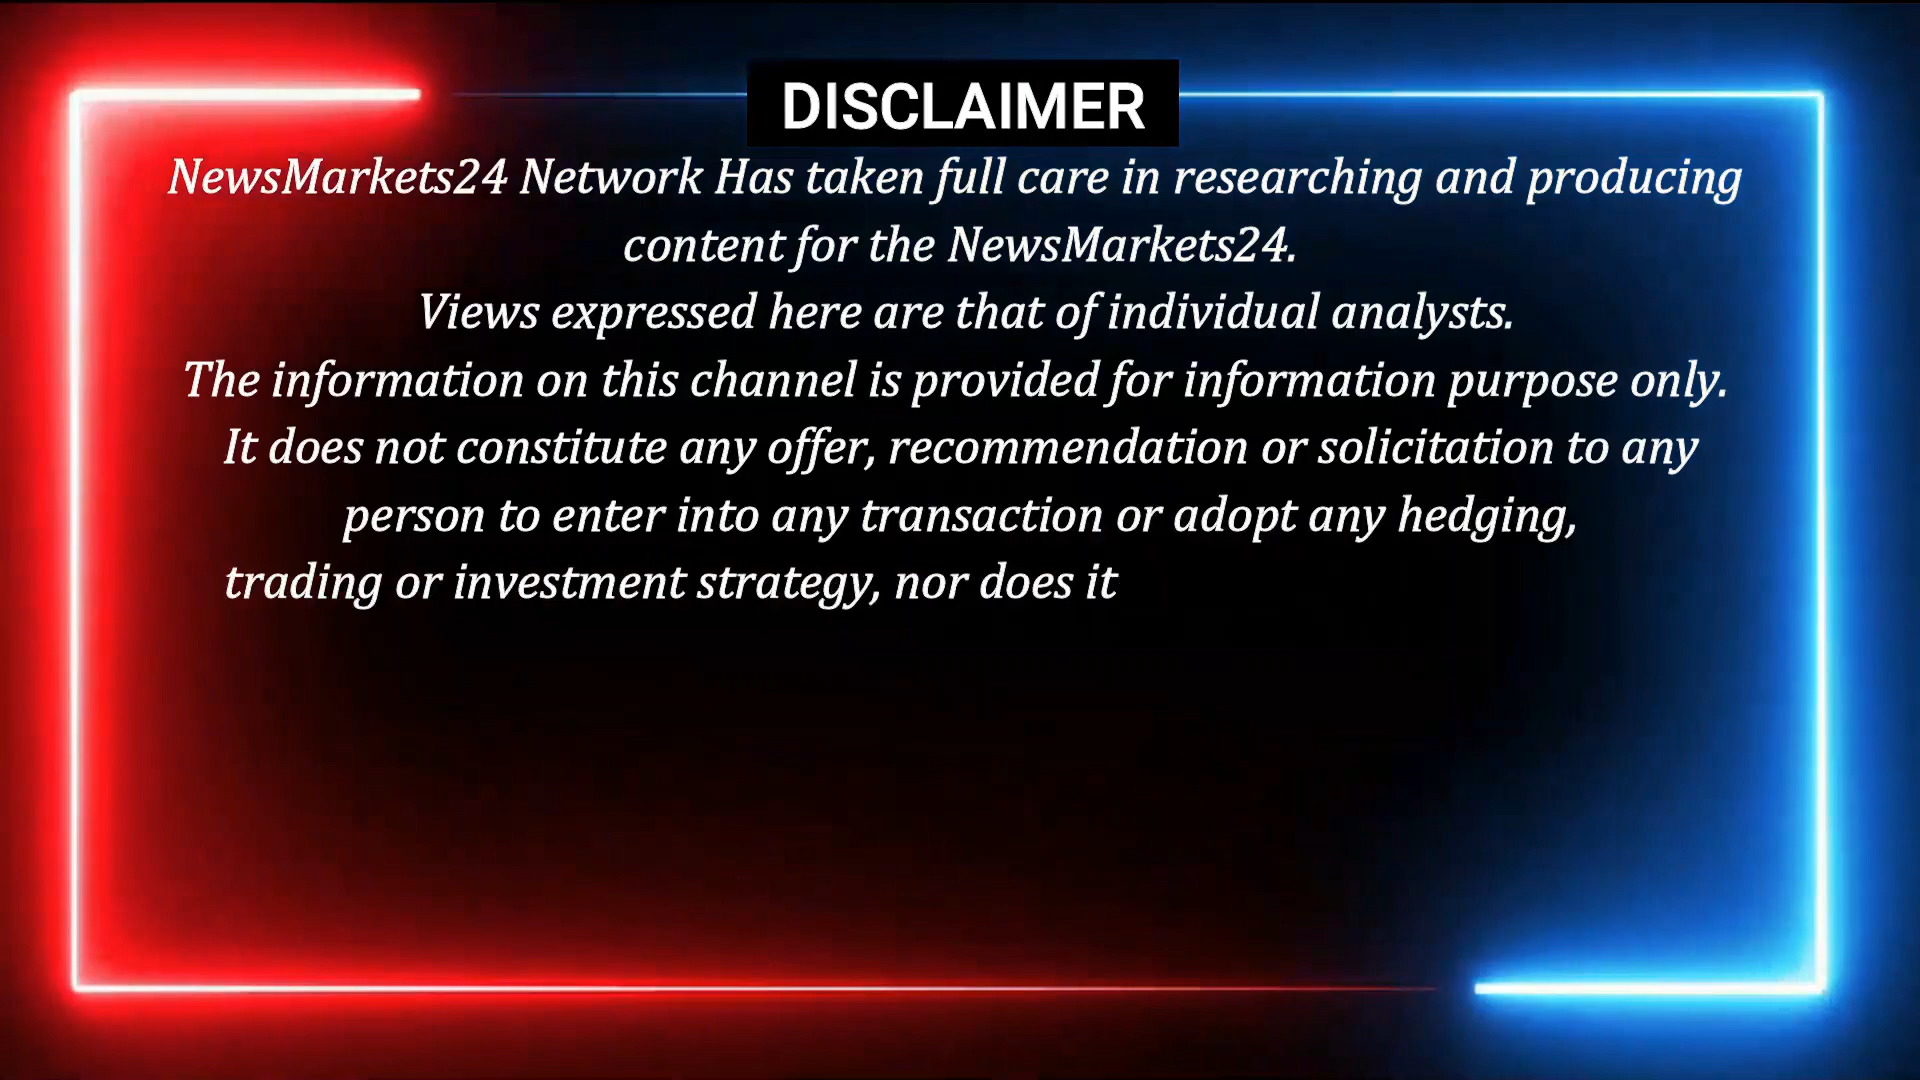 DISCLAIMER
NewsMarkets24 Network Has taken full care in researching and producing
content for the NewsMarkets24.
Views expressed here are that of individual analysts.
The information on this channel is provided for information purpose only.
It does not constitute any offer, recommendation or solicitation to any
person to enter into any transaction or adopt any hedging,
trading or investment strategy, nor does it